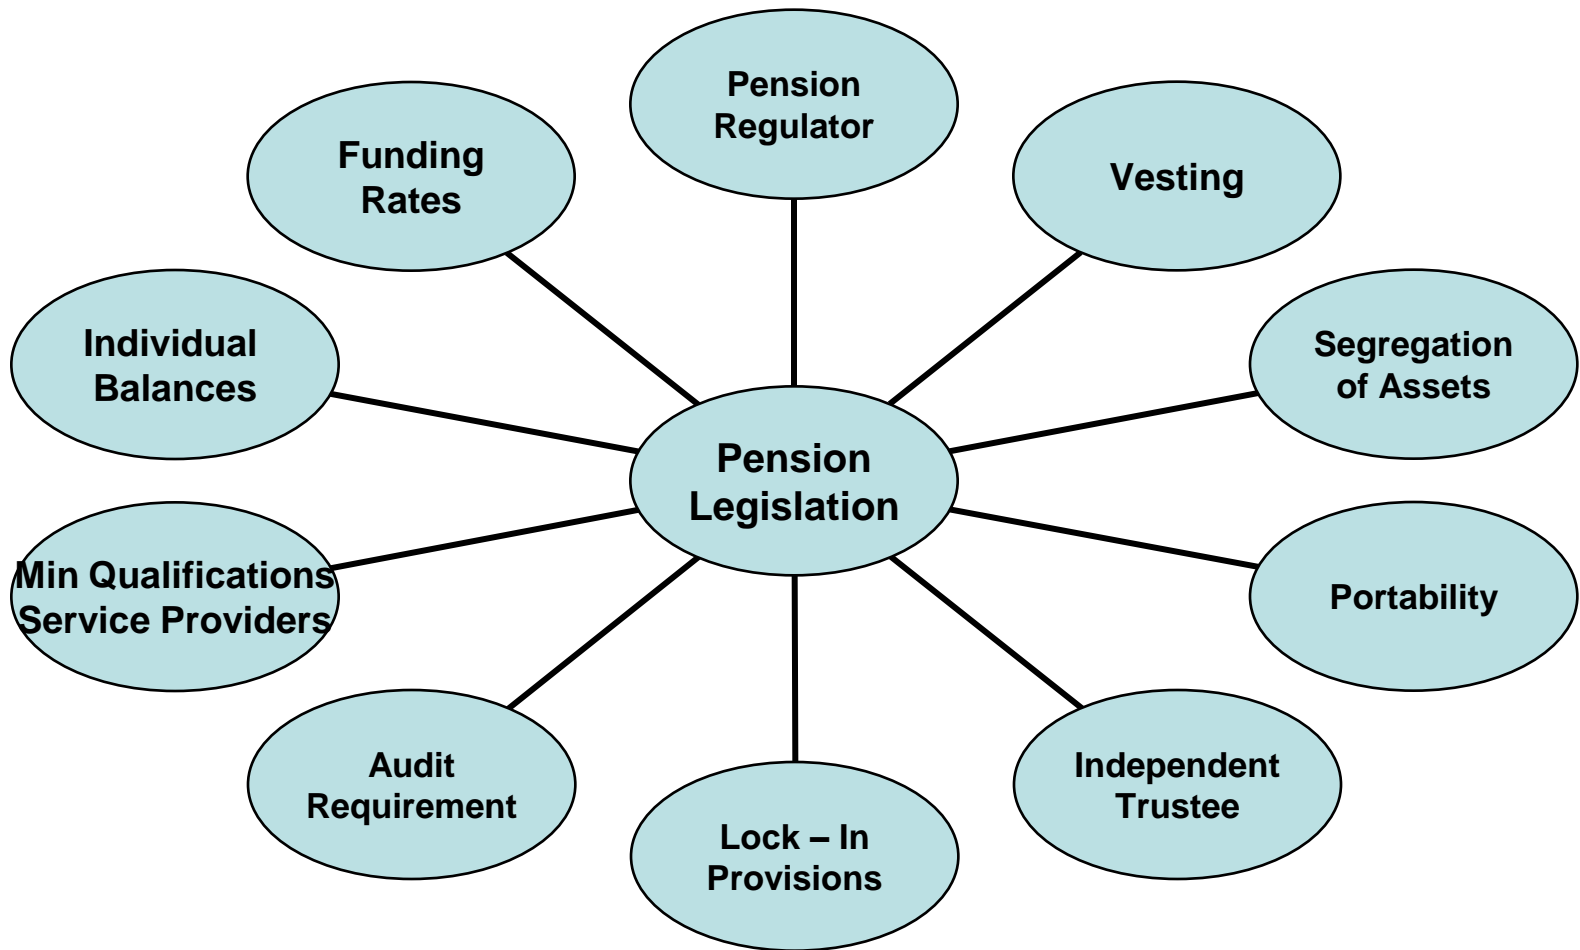 Pension
Regulator
Funding
Rates
Vesting
Individual
Balances
Segregation
of Assets
Pension
Legislation
Min Qualifications
Service Providers
Portability
Audit
Requirement
Independent
Trustee
Lock – In
Provisions